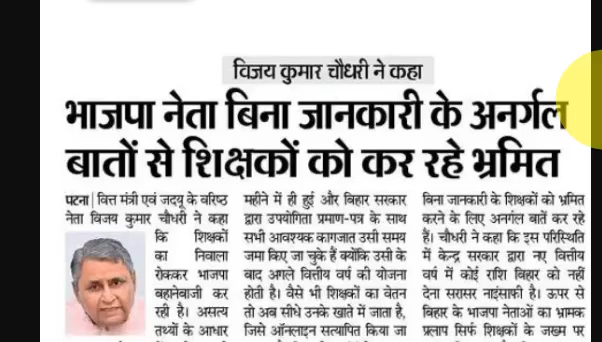 विजय कुमार चौधरी ने कहा
भाजपा नेता बिना जानकारी के अनर्गल
बातों से शिक्षकों को कर रहे भ्रमित
पटना | वित्त मंत्री एवं जदयू के वरिष्ठ
नेता विजय कुमार चौधरी ने कहा
कि शिक्षकों
का निवाला
रोककर भाजपा
बहानेबाजी कर
रही है। असत्य
तथ्यों के आधार
महीने में ही हुई और बिहार सरकार
द्वारा उपयोगिता प्रमाण-पत्र के साथ
सभी आवश्यक कागजात उसी समय
जमा किए जा चुके हैं क्योंकि उसी के
बाद अगले वित्तीय वर्ष की योजना
होती है। वैसे भी शिक्षकों का वेतन
तो अब सीधे उनके खाते में जाता है,
जिसे ऑनलाइन सत्यापित किया जा
बिना जानकारी के शिक्षकों को भ्रमित
करने के लिए अनर्गल बातें कर रहे
हैं। चौधरी ने कहा कि इस परिस्थिति
में केन्द्र सरकार द्वारा नए वित्तीय
वर्ष में कोई राशि बिहार को नहीं
देना सरासर नाइंसाफी है। ऊपर से
बिहार के भाजपा नेताओं का भ्रामक
प्रलाप सिर्फ शिक्षकों के जख्म पर